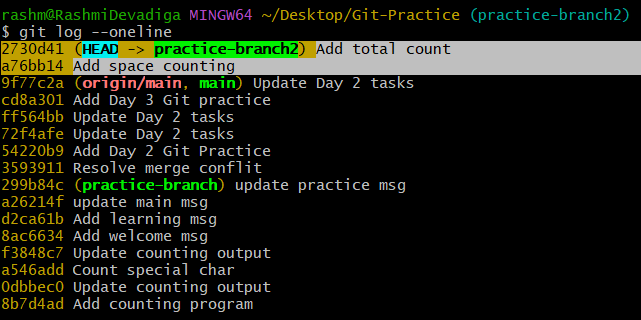 rashm@RashmiDevadiga MINGW64 ~/Desktop/Git-Practice (practice-branch2)
$ git log --oneline
2730d41 (HEAD -> practice-branch2) Add total count
a76bb14 Add space counting
9f77c2a (origin/main, main) Update Day 2 tasks
cd8a301 Add Day 3 Git practice
ff564bb Update Day 2 tasks
72f4afe Update Day 2 tasks
54220b9 Add Day 2 Git Practice
3593911 Resolve merge conflit
299b84c (practice-branch) update practice msg
a26214f update main msg
d2ca61b Add learning msg
8ac6634 Add welcome msg
f3848c7 Update counting output
a546add Count special char
0dbbec0 Update counting output
8b7d4ad Add counting program